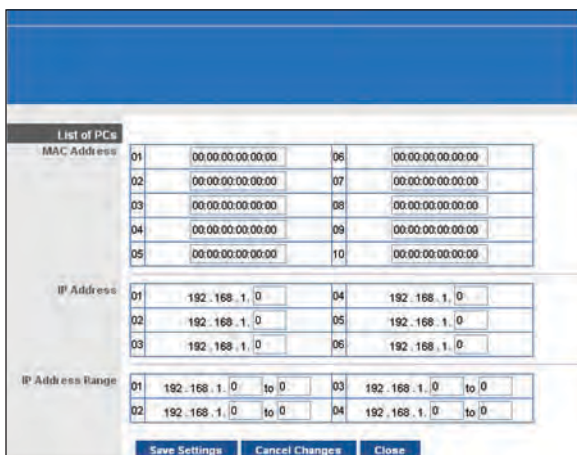 List of PCs
MAC Address
01 00:00:00:00:00:00 06 00:00:00:00:00:00
02 00:00:00:00:00:00 07 00:00:00:00:00:00
03 00:00:00:00:00:00 08 00:00:00:00:00:00
04 00:00:00:00:00:00 09 00:00:00:00:00:00
05 00:00:00:00:00:00 10 00:00:00:00:00:00
IP Address
01 192.168.1. 0 04 192.168.1. 0
02 192.168.1. 0 05 192.168.1. 0
03 192.168.1. 0 06 192.168.1. 0
IP Address Range
01 192.168.1. 0 to 0 03 192.168.1. 0 to 0
02 192.168.1. 0 to 0 04 192.168.1. 0 to 0
Save Settings Cancel Changes Close